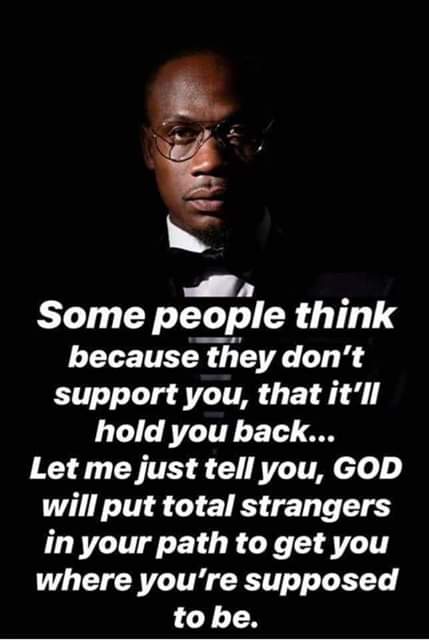 Some people think
because they don't
support you, that it'll
hold you back...
Let me just tell you, GOD
will put total strangers
in your path to get you
where you're supposed
to be.